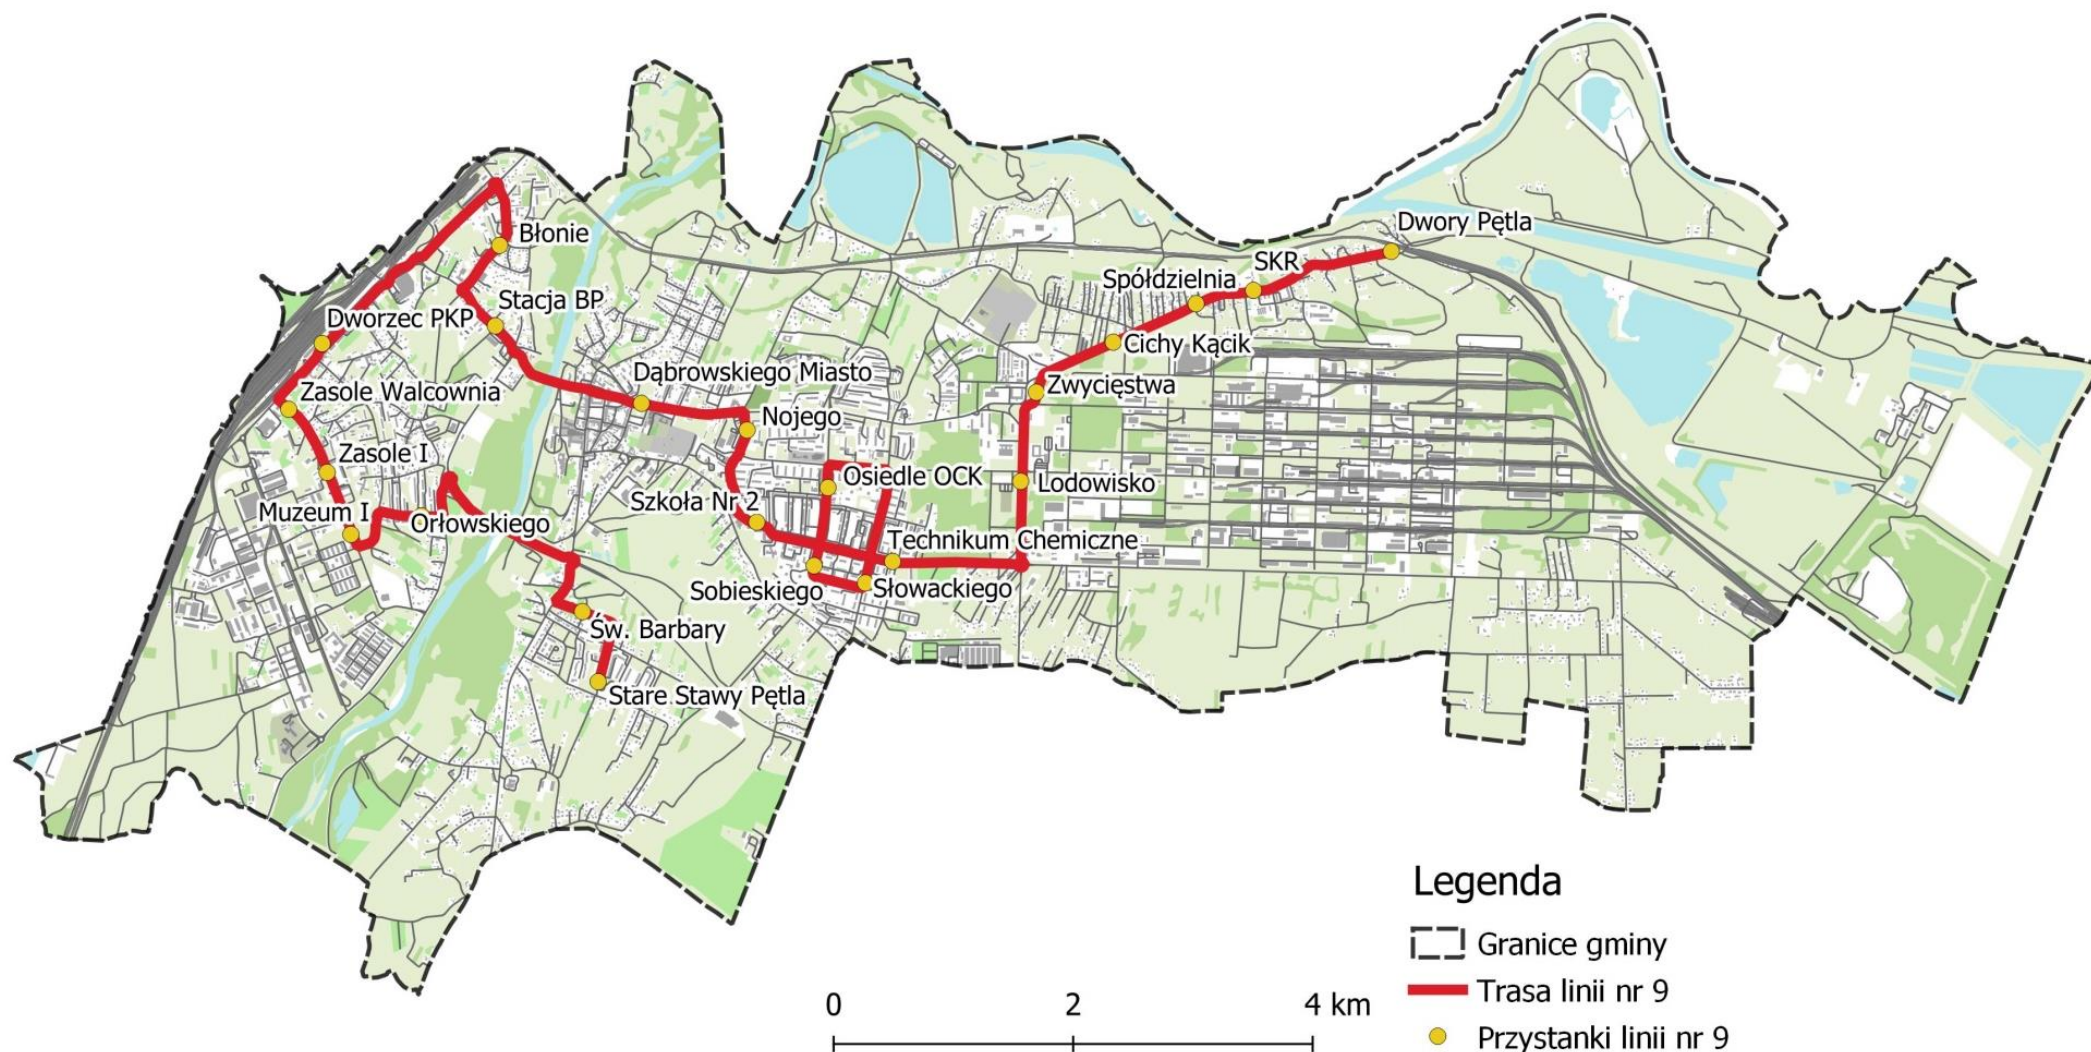 Błonie
Dwory Pętla
SKR
Spółdzielnia
Stacja BP
Dworzec PKP
Cichy Kącik
Dąbrowskiego Miasto
Zwycięstwa
Zasole Walcownia
Nojego
Zasole I
Osiedle OCK
Lodowisko
Szkoła Nr 2
Muzeum I
Orłowskiego
Technikum Chemiczne
Sobieskiego
Słowackiego
Św. Barbary
Stare Stawy Pętla
Legenda
Granice gminy
Trasa linii nr 9
Przystanki linii nr 9
0 2 4 km